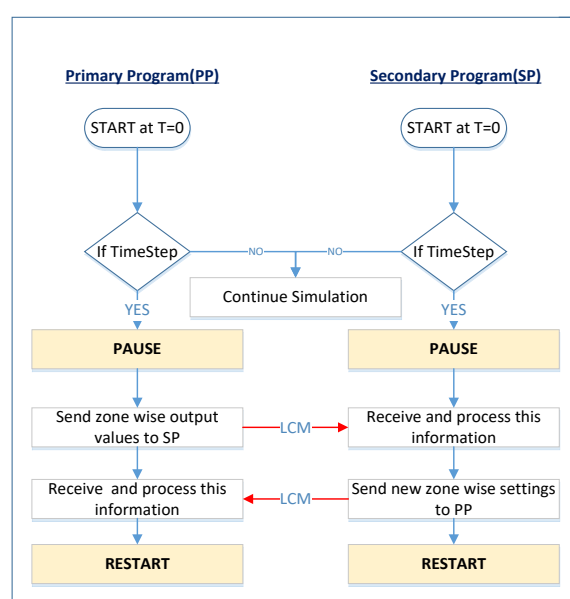 Primary Program(PP)
Secondary Program(SP)
START at T=0
START at T=0
If TimeStep
NO
NO
If TimeStep
Continue Simulation
YES
YES
PAUSE
PAUSE
Send zone wise output
values to SP
LCM
Receive and process this
information
Receive and process this
information
LCM
Send new zone wise settings
to PP
RESTART
RESTART